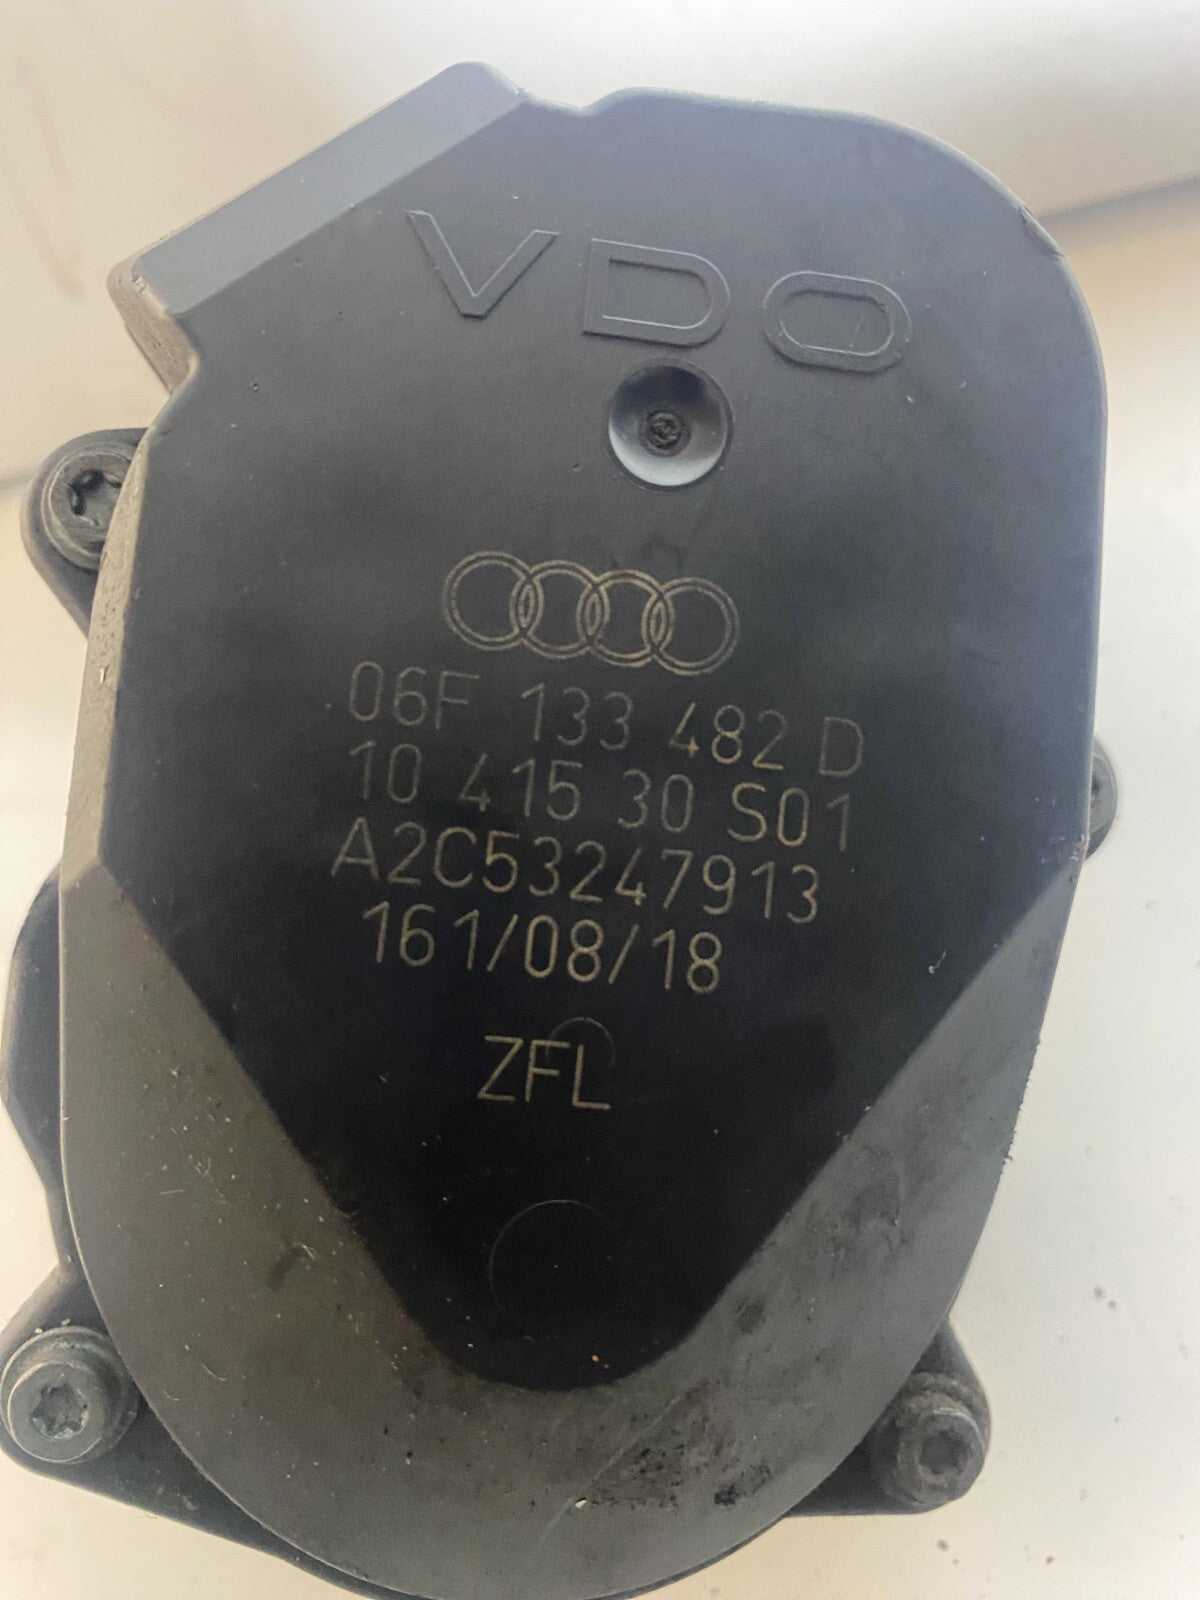 VDO
06F 133 482 D
10 415 30 S01
A2C53247913
161/08/18
ZFL